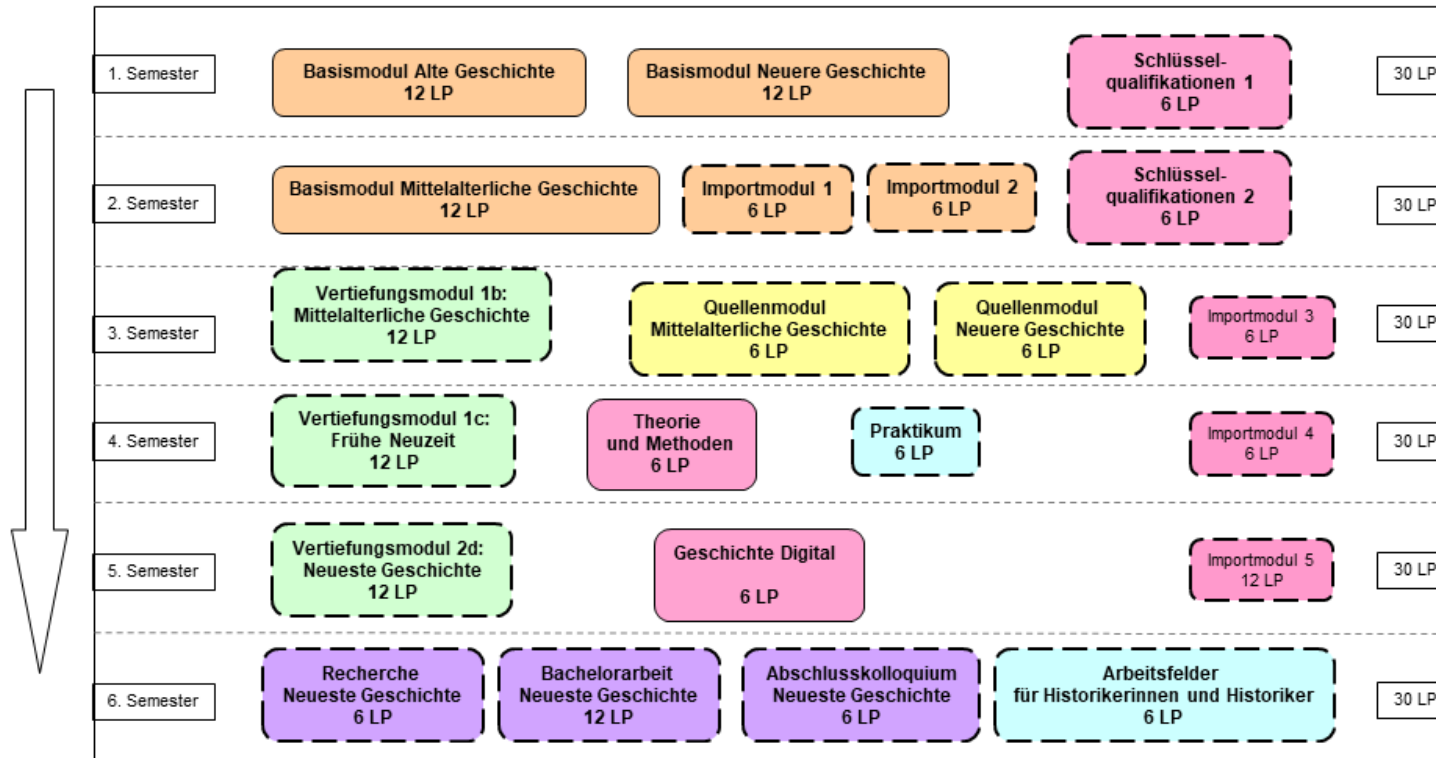 1. Semester
Basismodul Alte Geschichte
12 LP
Basismodul Neuere Geschichte
12 LP
Schlüssel-
qualifikationen 1
6 LP
30 LP
2. Semester
Basismodul Mittelalterliche Geschichte
12 LP
Importmodul 1
6 LP
Importmodul 2
6 LP
Schlüssel-
qualifikationen 2
6 LP
30 LP
3. Semester
Vertiefungsmodul 1b:
Mittelalterliche Geschichte
12 LP
Quellenmodul
Mittelalterliche Geschichte
6 LP
Quellenmodul
Neuere Geschichte
6 LP
Importmodul 3
6 LP
30 LP
4. Semester
Vertiefungsmodul 1c:
Frühe Neuzeit
12 LP
Theorie
und Methoden
6 LP
Praktikum
6 LP
Importmodul 4
6 LP
30 LP
5. Semester
Vertiefungsmodul 2d:
Neueste Geschichte
12 LP
Geschichte Digital
6 LP
Importmodul 5
12 LP
30 LP
6. Semester
Recherche
Neueste Geschichte
6 LP
Bachelorarbeit
Neueste Geschichte
12 LP
Abschlusskolloquium
Neueste Geschichte
6 LP
Arbeitsfelder
für Historikerinnen und Historiker
6 LP
30 LP